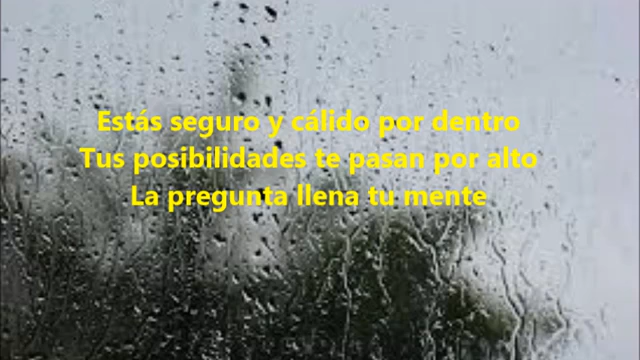 Estás seguro y cálido por dentro
Tus posibilidades te pasan por alto
La pregunta llena tu mente